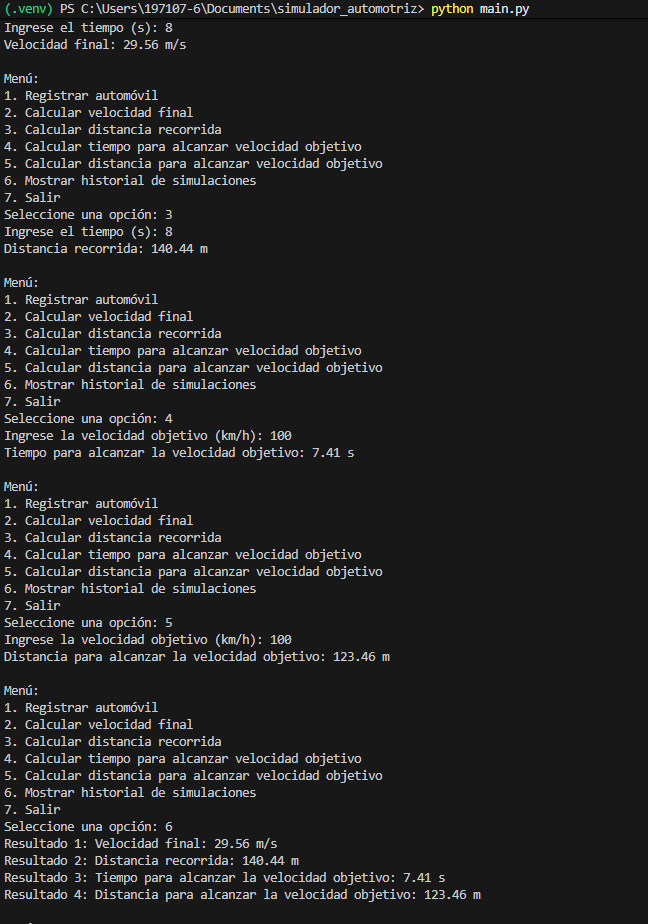 (.venv) PS C:\Users\197107-6\Documents\simulador_automotriz> python main.py
Ingrese el tiempo (s): 8
Velocidad final: 29.56 m/s

Menú:
1. Registrar automóvil
2. Calcular velocidad final
3. Calcular distancia recorrida
4. Calcular tiempo para alcanzar velocidad objetivo
5. Calcular distancia para alcanzar velocidad objetivo
6. Mostrar historial de simulaciones
7. Salir
Seleccione una opción: 3
Ingrese el tiempo (s): 8
Distancia recorrida: 140.44 m

Menú:
1. Registrar automóvil
2. Calcular velocidad final
3. Calcular distancia recorrida
4. Calcular tiempo para alcanzar velocidad objetivo
5. Calcular distancia para alcanzar velocidad objetivo
6. Mostrar historial de simulaciones
7. Salir
Seleccione una opción: 4
Ingrese la velocidad objetivo (km/h): 100
Tiempo para alcanzar la velocidad objetivo: 7.41 s

Menú:
1. Registrar automóvil
2. Calcular velocidad final
3. Calcular distancia recorrida
4. Calcular tiempo para alcanzar velocidad objetivo
5. Calcular distancia para alcanzar velocidad objetivo
6. Mostrar historial de simulaciones
7. Salir
Seleccione una opción: 5
Ingrese la velocidad objetivo (km/h): 100
Distancia para alcanzar la velocidad objetivo: 123.46 m

Menú:
1. Registrar automóvil
2. Calcular velocidad final
3. Calcular distancia recorrida
4. Calcular tiempo para alcanzar velocidad objetivo
5. Calcular distancia para alcanzar velocidad objetivo
6. Mostrar historial de simulaciones
7. Salir
Seleccione una opción: 6
Resultado 1: Velocidad final: 29.56 m/s
Resultado 2: Distancia recorrida: 140.44 m
Resultado 3: Tiempo para alcanzar la velocidad objetivo: 7.41 s
Resultado 4: Distancia para alcanzar la velocidad objetivo: 123.46 m